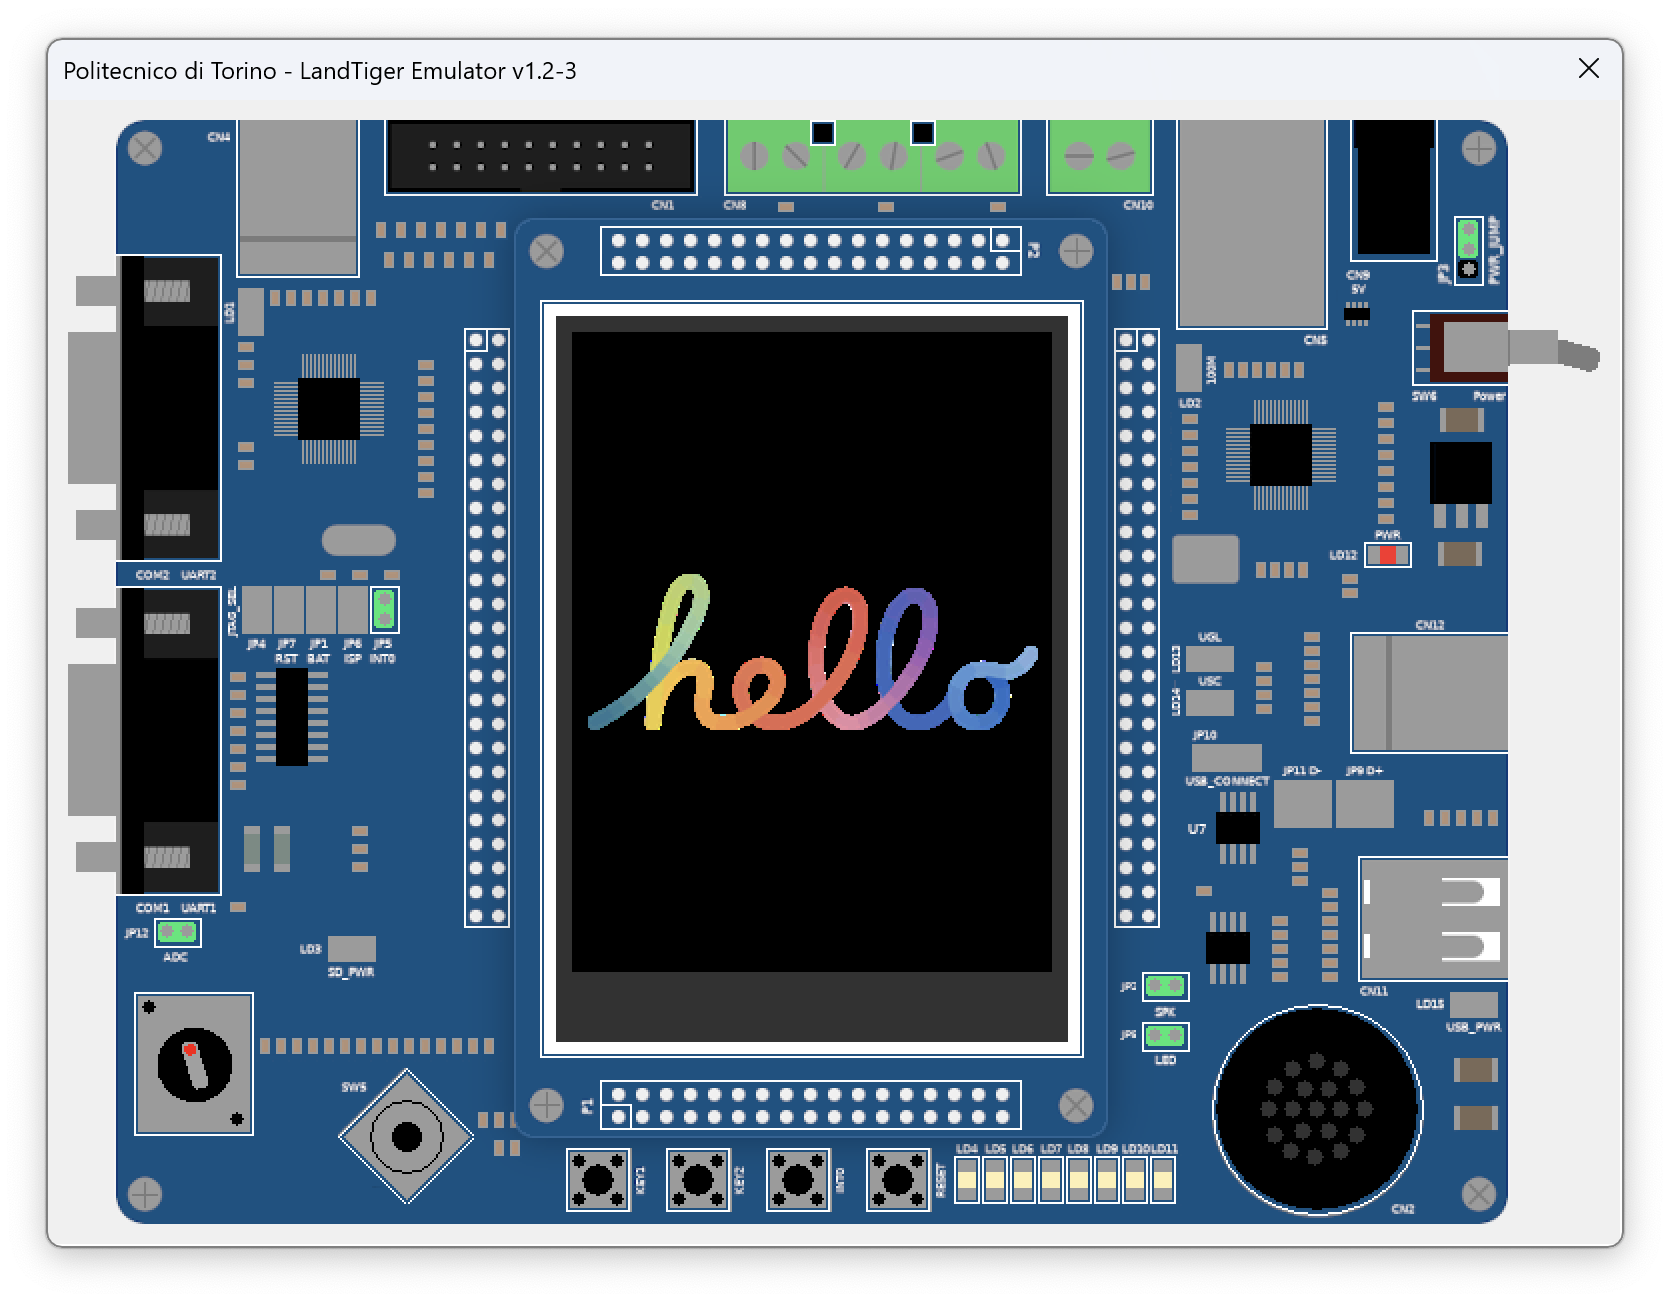 Politecnico di Torino - LandTiger Emulator v1.2-3
CN4
CN1
CN8
CN10
P2
JP3
PWR_JUMP
CN9
5V
LD1
CN5
100M
LD2
SW6
Power
PWR
LD12
COM2 UART2
JTAG_SEL
JP4 JP7 JP1 JP6 JP5
RST BAT ISP INT0
hello
CN12
UGL
LD13
USC
LD14
JP10
USB_CONNECT
JP11 D- JP9 D+
U7
COM1 UART1
JP12
ADC
LD3
SD_PWR
JP2
SPK
LED
CN11
LD15
USB_PWR
SW5
P1
KEY1
KEY2
INT0
RESET
LD4 LD5 LD6 LD7 LD8 LD9 LD10 LD11
CN2